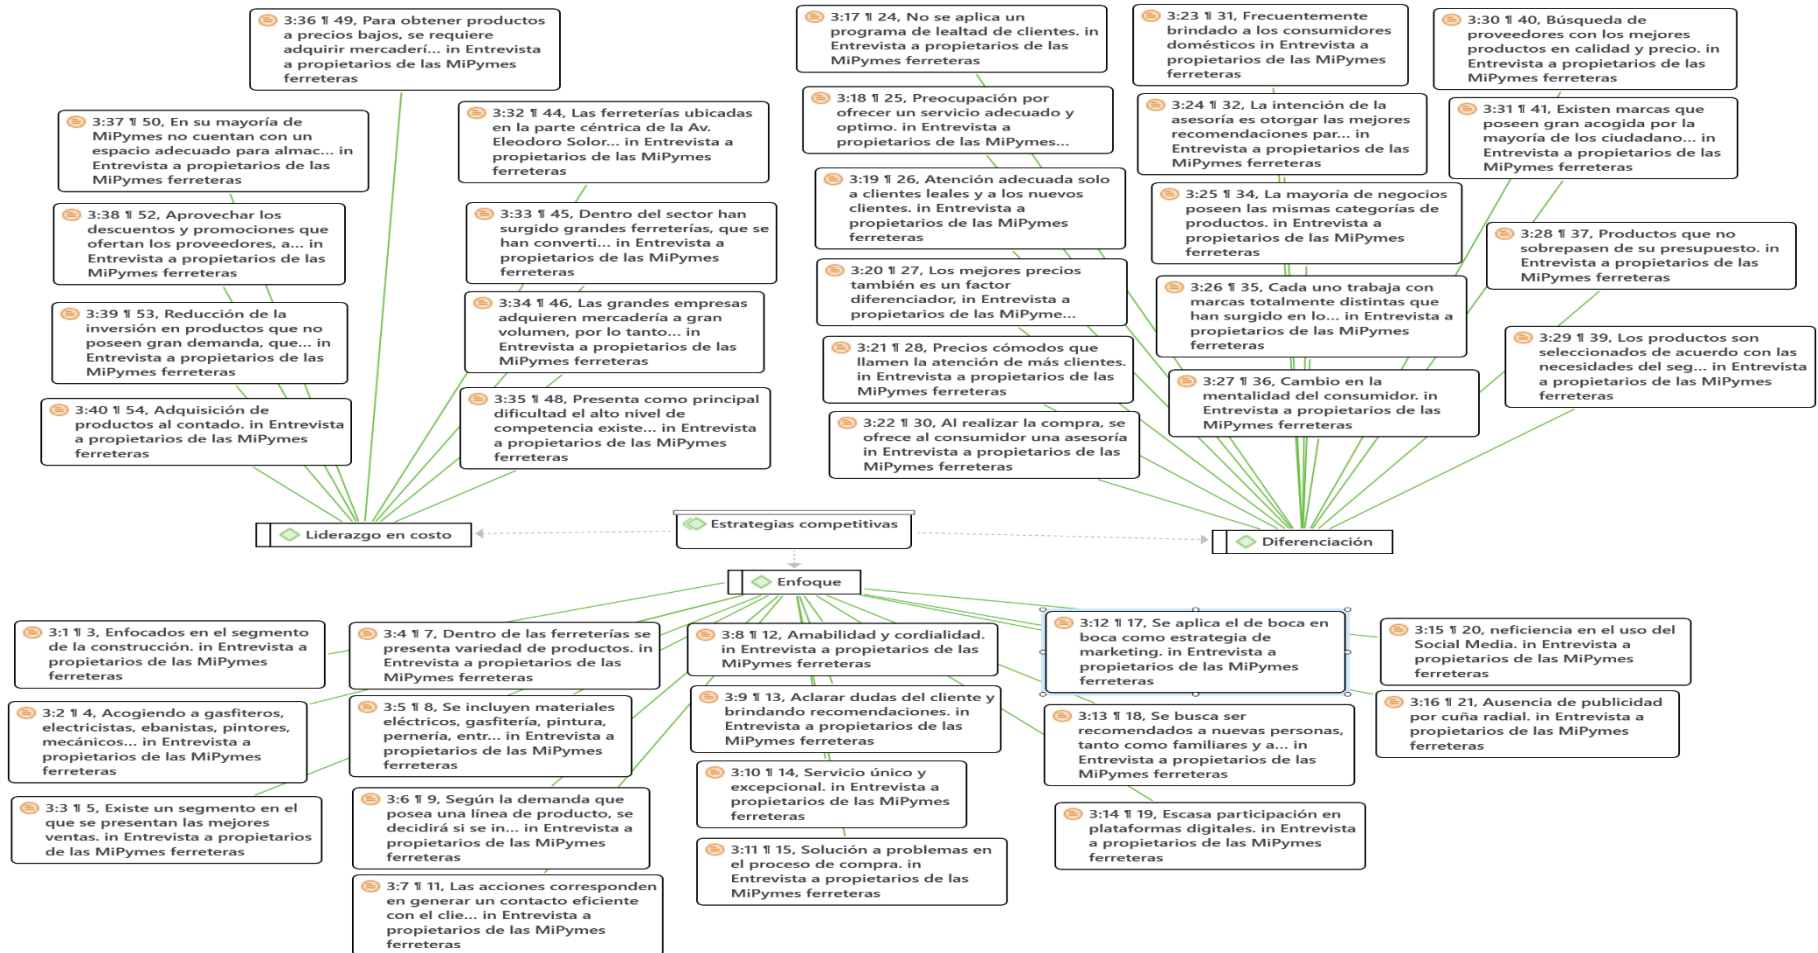 3:36 ¶ 49, Para obtener productos
a precios bajos, se requiere
adquirir mercaderí... in Entrevista
a propietarios de las MiPymes
ferreteras
3:37 ¶ 50, En su mayoría de
MiPymes no cuentan con un
espacio adecuado para almac... in
Entrevista a propietarios de las
MiPymes ferreteras
3:38 ¶ 52, Aprovechar los
descuentos y promociones que
ofertan los proveedores, a... in
Entrevista a propietarios de las
MiPymes ferreteras
3:39 ¶ 53, Reducción de la
inversión en productos que no
poseen gran demanda, que... in
Entrevista a propietarios de las
MiPymes ferreteras
3:40 ¶ 54, Adquisición de
productos al contado. in Entrevista
a propietarios de las MiPymes
ferreteras
3:32 ¶ 44, Las ferreterías ubicadas
en la parte céntrica de la Av.
Eleodoro Solor... in Entrevista a
propietarios de las MiPymes
ferreteras
3:33 ¶ 45, Dentro del sector han
surgido grandes ferreterías, que se
han converti... in Entrevista a
propietarios de las MiPymes
ferreteras
3:34 ¶ 46, Las grandes empresas
adquieren mercadería a gran
volumen, por lo tanto... in
Entrevista a propietarios de las
MiPymes ferreteras
3:35 ¶ 48, Presenta como principal
dificultad el alto nivel de
competencia existe... in Entrevista
a propietarios de las MiPymes
ferreteras
3:17 ¶ 24, No se aplica un
programa de lealtad de clientes. in
Entrevista a propietarios de las
MiPymes ferreteras
3:18 ¶ 25, Preocupación por
ofrecer un servicio adecuado y
optimo. in Entrevista a
propietarios de las MiPymes...
3:19 ¶ 26, Atención adecuada solo
a clientes leales y a los nuevos
clientes. in Entrevista a
propietarios de las MiPymes
ferreteras
3:20 ¶ 27, Los mejores precios
también es un factor
diferenciador, in Entrevista a
propietarios de las MiPyme...
3:21 ¶ 28, Precios cómodos que
llamen la atención de más clientes.
in Entrevista a propietarios de las
MiPymes ferreteras
3:22 ¶ 30, Al realizar la compra, se
ofrece al consumidor una asesoría
in Entrevista a propietarios de las
MiPymes ferreteras
3:23 ¶ 31, Frecuentemente
brindado a los consumidores
domésticos in Entrevista a
propietarios de las MiPymes
ferreteras
3:24 ¶ 32, La intención de la
asesoría es otorgar las mejores
recomendaciones par... in
Entrevista a propietarios de las
MiPymes ferreteras
3:25 ¶ 34, La mayoría de negocios
poseen las mismas categorías de
productos. in Entrevista a
propietarios de las MiPymes
ferreteras
3:26 ¶ 35, Cada uno trabaja con
marcas totalmente distintas que
han surgido en lo... in Entrevista a
propietarios de las MiPymes
ferreteras
3:27 ¶ 36, Cambio en la
mentalidad del consumidor. in
Entrevista a propietarios de las
MiPymes ferreteras
3:30 ¶ 40, Búsqueda de
proveedores con los mejores
productos en calidad y precio. in
Entrevista a propietarios de las
MiPymes ferreteras
3:31 ¶ 41, Existen marcas que
poseen gran acogida por la
mayoría de los ciudadano... in
Entrevista a propietarios de las
MiPymes ferreteras
3:28 ¶ 37, Productos que no
sobrepasen de su presupuesto. in
Entrevista a propietarios de las
MiPymes ferreteras
3:29 ¶ 39, Los productos son
seleccionados de acuerdo con las
necesidades del seg... in Entrevista
a propietarios de las MiPymes
ferreteras
Liderazgo en costo
Estrategias competitivas
Diferenciación
Enfoque
3:1 ¶ 3, Enfocados en el segmento
de la construcción. in Entrevista a
propietarios de las MiPymes
ferreteras
3:2 ¶ 4, Acogiendo a gasfiteros,
electricistas, ebanistas, pintores,
mecánicos... in Entrevista a
propietarios de las MiPymes
ferreteras
3:3 ¶ 5, Existe un segmento en el
que se presentan las mejores
ventas. in Entrevista a propietarios
de las MiPymes ferreteras
3:4 ¶ 7, Dentro de las ferreterías se
presenta variedad de productos. in
Entrevista a propietarios de las
MiPymes ferreteras
3:5 ¶ 8, Se incluyen materiales
eléctricos, gasfitería, pintura,
pernería, entr... in Entrevista a
propietarios de las MiPymes
ferreteras
3:6 ¶ 9, Según la demanda que
posea una línea de producto, se
decidirá si se in... in Entrevista a
propietarios de las MiPymes
ferreteras
3:7 ¶ 11, Las acciones corresponden
en generar un contacto eficiente
con el clie... in Entrevista a
propietarios de las MiPymes
ferreteras
3:8 ¶ 12, Amabilidad y cordialidad.
in Entrevista a propietarios de las
MiPymes ferreteras
3:9 ¶ 13, Aclarar dudas del cliente y
brindando recomendaciones. in
Entrevista a propietarios de las
MiPymes ferreteras
3:10 ¶ 14, Servicio único y
excepcional. in Entrevista a
propietarios de las MiPymes
ferreteras
3:11 ¶ 15, Solución a problemas en
el proceso de compra. in
Entrevista a propietarios de las
MiPymes ferreteras
3:12 ¶ 17, Se aplica el de boca en
boca como estrategia de
marketing. in Entrevista a
propietarios de las MiPymes
ferreteras
3:13 ¶ 18, Se busca ser
recomendados a nuevas personas,
tanto como familiares y a... in
Entrevista a propietarios de las
MiPymes ferreteras
3:14 ¶ 19, Escasa participación en
plataformas digitales. in Entrevista
a propietarios de las MiPymes
ferreteras
3:15 ¶ 20, neficiencia en el uso del
Social Media. in Entrevista a
propietarios de las MiPymes
ferreteras
3:16 ¶ 21, Ausencia de publicidad
por cuña radial. in Entrevista a
propietarios de las MiPymes
ferreteras